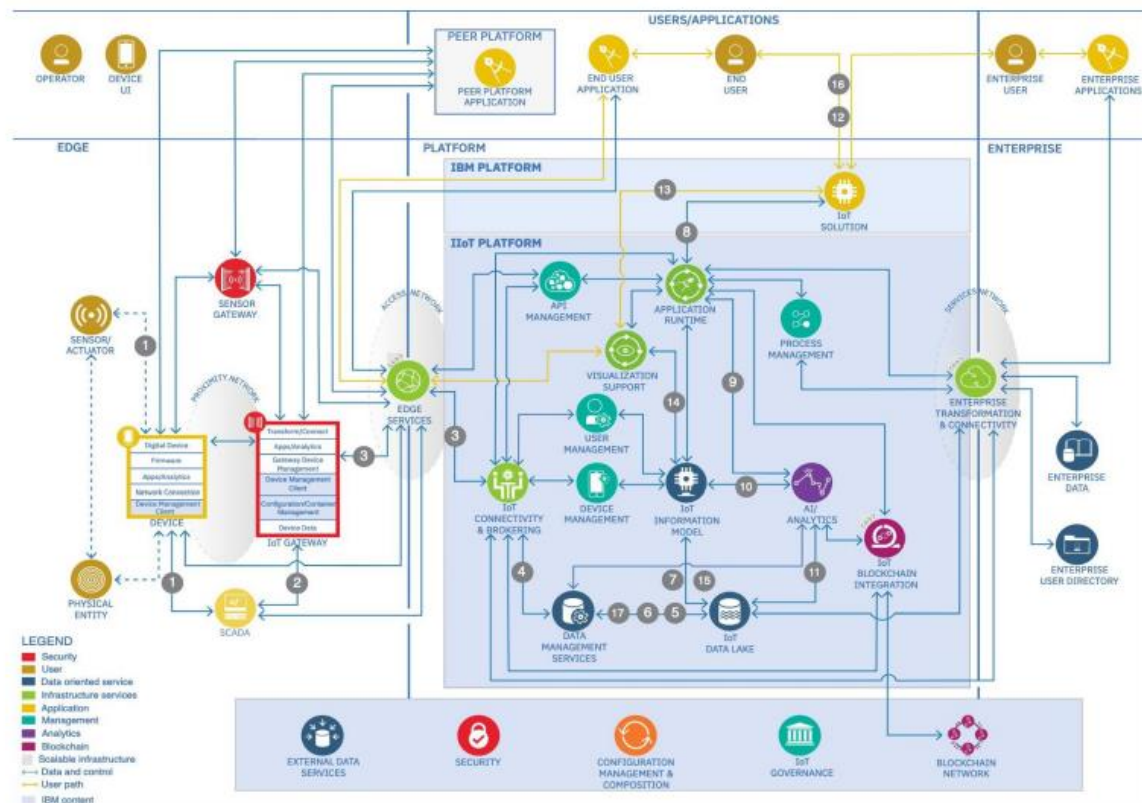 USERS/APPLICATIONS
PEER PLATFORM
OPERATOR
DEVICE
UI
PEER PLATFORM
APPLICATION
END USER
APPLICATION
END
USER
ENTERPRISE
USER
ENTERPRISE
APPLICATIONS
16
12
EDGE
PLATFORM
ENTERPRISE
IBM PLATFORM
13
IoT
SOLUTION
8
IIoT PLATFORM
SENSOR
GATEWAY
ACCESS NETWORK
API
MANAGEMENT
APPLICATION
RUNTIME
SERVICES NETWORK
SENSOR/
ACTUATOR
1
PROCESS
MANAGEMENT
PROXIMITY NETWORK
VISUALIZATION
SUPPORT
9
EDGE
SERVICES
ENTERPRISE
TRANSFORMATION
& CONNECTIVITY
14
Digital Device
Firmware
Apps/Analytics
Network Connection
Device Management
Client
DEVICE
Transform/Connect
Apps/Analytics
Gateway Device
Management
Device Management
Client
Configuration/Container
Management
Device Data
IoT GATEWAY
3
3
USER
MANAGEMENT
ENTERPRISE
DATA
IoT
CONNECTIVITY
& BROKERING
DEVICE
MANAGEMENT
IoT
INFORMATION
MODEL
10
AI/
ANALYTICS
IoT
BLOCKCHAIN
INTEGRATION
ENTERPRISE
USER DIRECTORY
1
2
4
7
15
11
PHYSICAL
ENTITY
SCADA
17
6
5
DATA
MANAGEMENT
SERVICES
IoT
DATA LAKE
LEGEND
Security
User
Data oriented service
Infrastructure services
Application
Management
Analytics
Blockchain
Scalable infrastructure
Data and control
User path
IBM content
EXTERNAL DATA
SERVICES
SECURITY
CONFIGURATION
MANAGEMENT &
COMPOSITION
IoT
GOVERNANCE
BLOCKCHAIN
NETWORK